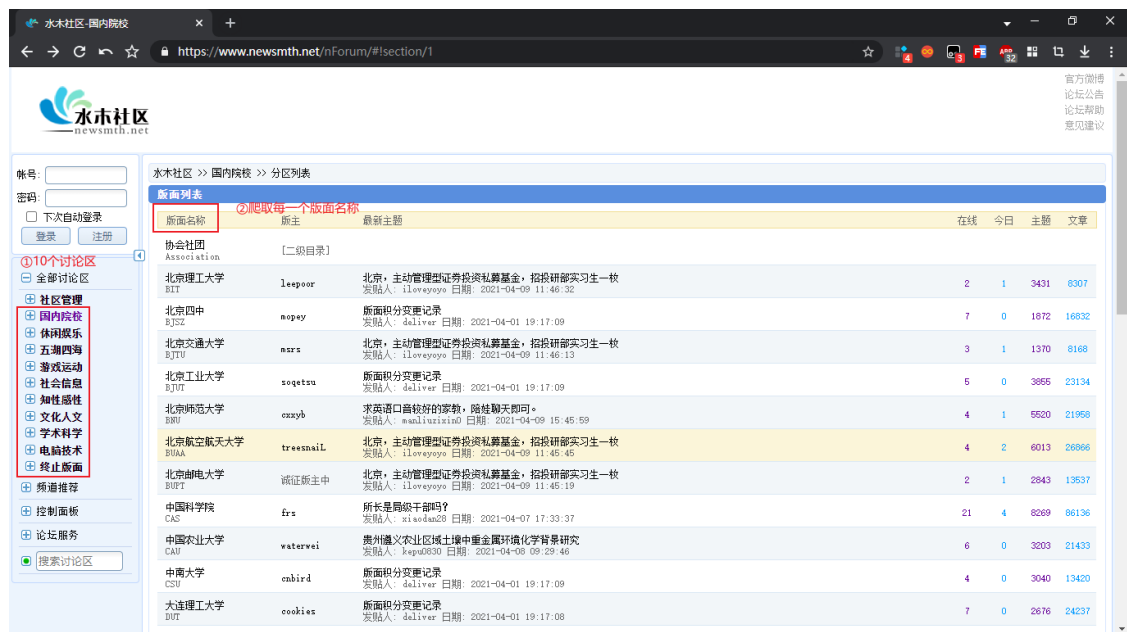 水木社区-国内院校
https://www.newsmth.net/nForum/#!section/1
4
3
FE
ABP
32
水木社区
newsmth.net
官方微博
论坛公告
论坛帮助
意见建议
帐号:
密码:
下次自动登录
登录 注册
①10个讨论区
全部讨论区
社区管理
国内院校
休闲娱乐
五湖四海
游戏运动
社会信息
知性感性
文化人文
学术科学
电脑技术
终止版面
频道推荐
控制面板
论坛服务
搜索讨论区
水木社区 >> 国内院校 >> 分区列表
版面列表
②爬取每一个版面名称
版面名称 版主 最新主题 在线 今日 主题 文章
协会社团 [二级目录]
Association
北京理工大学 leepoor 北京，主动管理型证券投资私募基金，招投研部实习生一枚 2 1 3431 8307
BIT 发贴人: iloveyoyo 日期: 2021-04-09 11:46:32
北京四中 mopey 版面积分变更记录 7 0 1872 16832
BJSZ 发贴人: deliver 日期: 2021-04-01 19:17:09
北京交通大学 msrs 北京，主动管理型证券投资私募基金，招投研部实习生一枚 3 1 1370 8168
BJTU 发贴人: iloveyoyo 日期: 2021-04-09 11:46:13
北京工业大学 soqetsu 版面积分变更记录 5 0 3855 23134
BJUT 发贴人: deliver 日期: 2021-04-01 19:17:09
北京师范大学 cxxyb 求英语口音较好的家教，陪娃聊天即可。 4 1 5520 21958
BNU 发贴人: manliuzixin0 日期: 2021-04-09 15:45:59
北京航空航天大学 treesnaiL 北京，主动管理型证券投资私募基金，招投研部实习生一枚 4 2 6013 26866
BUAA 发贴人: iloveyoyo 日期: 2021-04-09 11:45:45
北京邮电大学 诚征版主中 北京，主动管理型证券投资私募基金，招投研部实习生一枚 2 1 2843 13537
BUPT 发贴人: iloveyoyo 日期: 2021-04-09 11:45:19
中国科学院 frs 所长是局级干部吗? 21 4 8269 86136
CAS 发贴人: xiaodan28 日期: 2021-04-07 17:33:37
中国农业大学 waterwei 贵州遵义农业区域土壤中重金属环境化学背景研究 6 0 3203 21433
CAU 发贴人: kepu0830 日期: 2021-04-08 09:29:46
中南大学 cnbird 版面积分变更记录 4 0 3040 13420
CSU 发贴人: deliver 日期: 2021-04-01 19:17:09
大连理工大学 cookies 版面积分变更记录 7 0 2676 24237
DUT 发贴人: deliver 日期: 2021-04-01 19:17:08